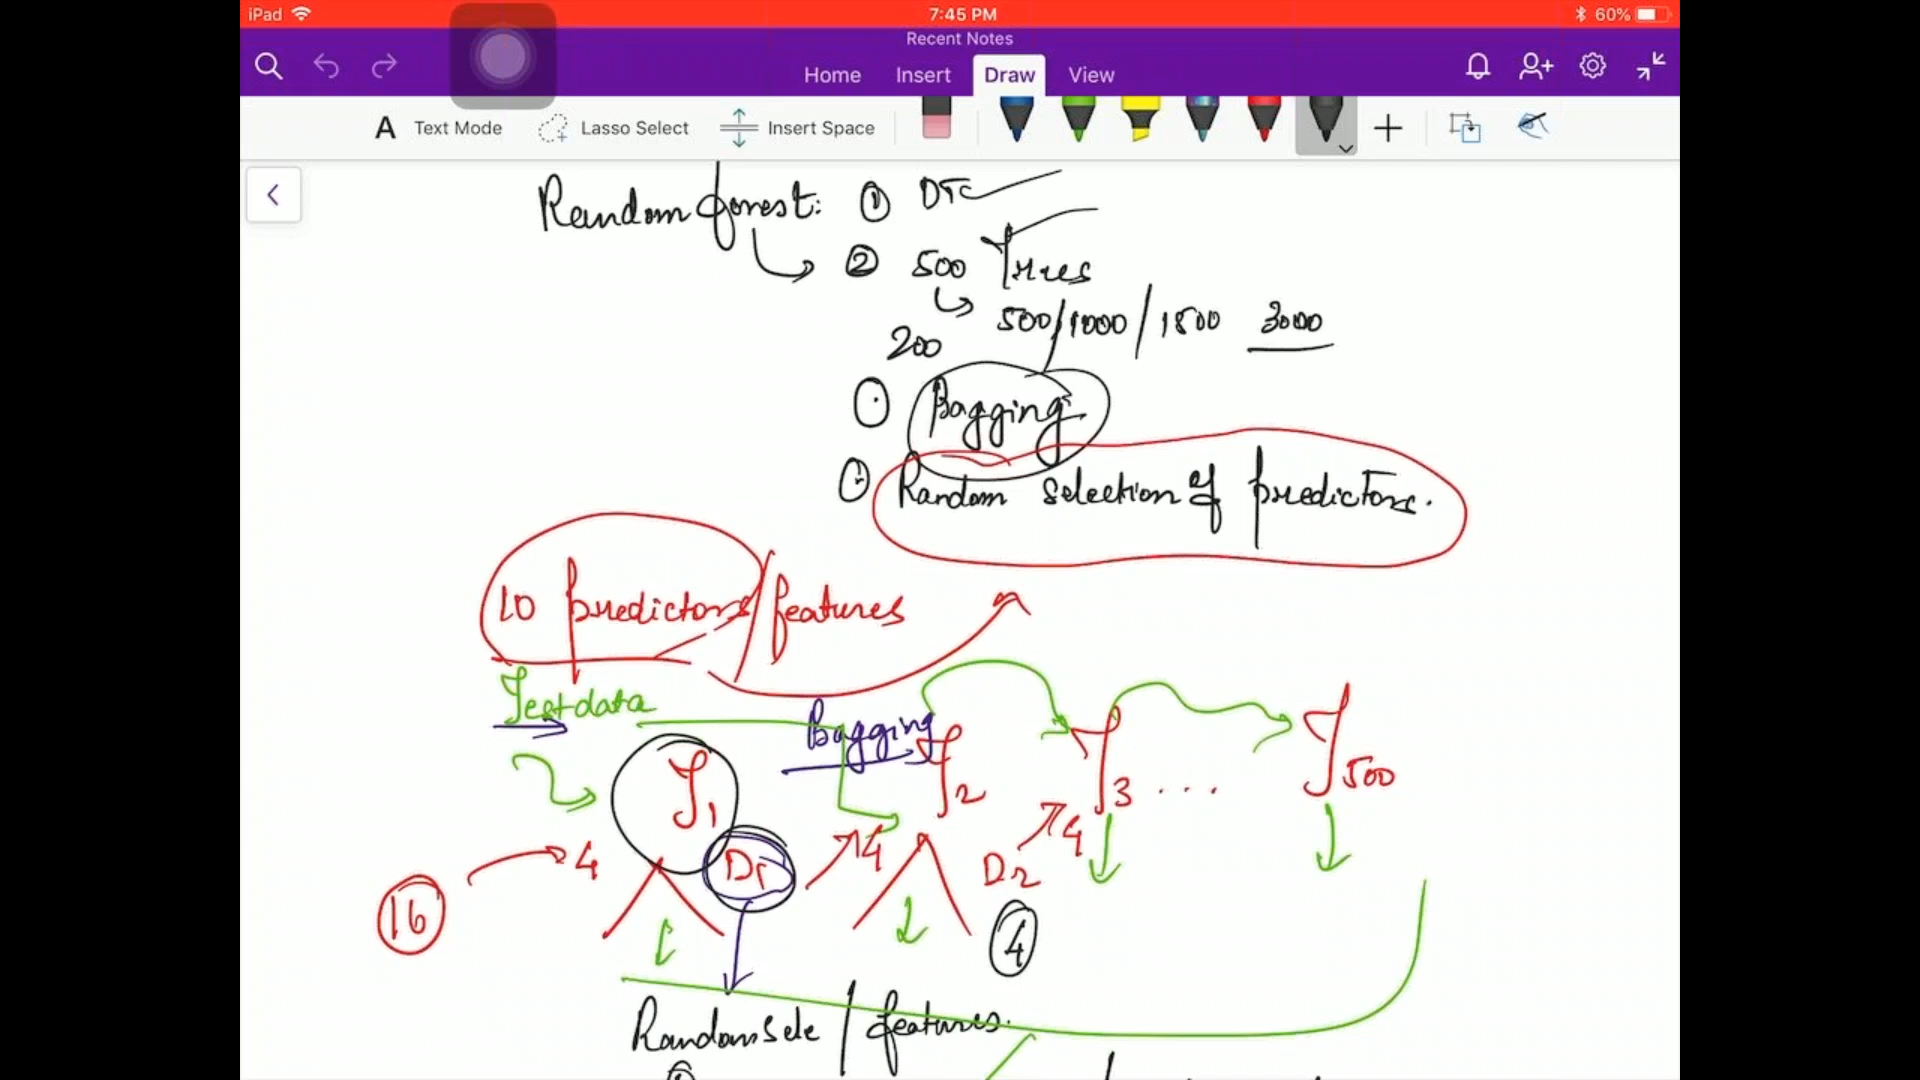 iPad 7:45 PM 60%
Recent Notes
Home Insert Draw View
A Text Mode Lasso Select Insert Space
Random forest: ① DTC
② 500 Trees
500/1000/1500 3000
200
① Bagging
② Random selection of predictors.
10 predictors/features
Test data
Bagging
T1 T2 T3 ... T500
4 D1 4 D2 4
16 4
Random sele / features.